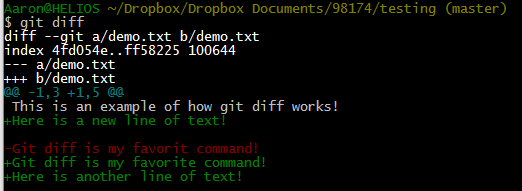 Aaron@HELIOS ~/Dropbox/Dropbox Documents/98174/testing (master)
$ git diff
diff --git a/demo.txt b/demo.txt
index 4fd054e..ff58225 100644
--- a/demo.txt
+++ b/demo.txt
@@ -1,3 +1,5 @@
 This is an example of how git diff works!
+Here is a new line of text!

-Git diff is my favorit command!
+Git diff is my favorite command!
+Here is another line of text!